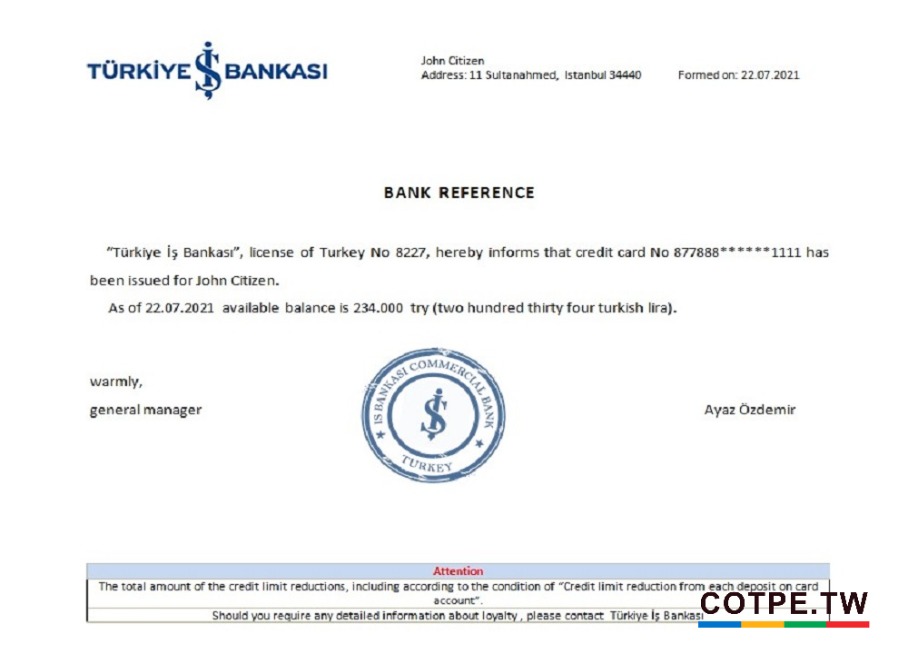 TÜRKİYE İŞ BANKASI
John Citizen
Address: 11 Sultanahmed, Istanbul 34440
Formed on: 22.07.2021
BANK REFERENCE
"Türkiye İş Bankası", license of Turkey No 8227, hereby informs that credit card No 877888******1111 has
been issued for John Citizen.
As of 22.07.2021 available balance is 234.000 try (two hundred thirty four turkish lira).
warmly,
general manager
IS BANKASI COMMERCIAL BANK
TURKEY
Ayaz Özdemir
Attention
The total amount of the credit limit reductions, including according to the condition of "Credit limit reduction from each deposit on card
account".
Should you require any detailed information about loyalty , please contact Türkiye İş Bankası
COTPE.TW